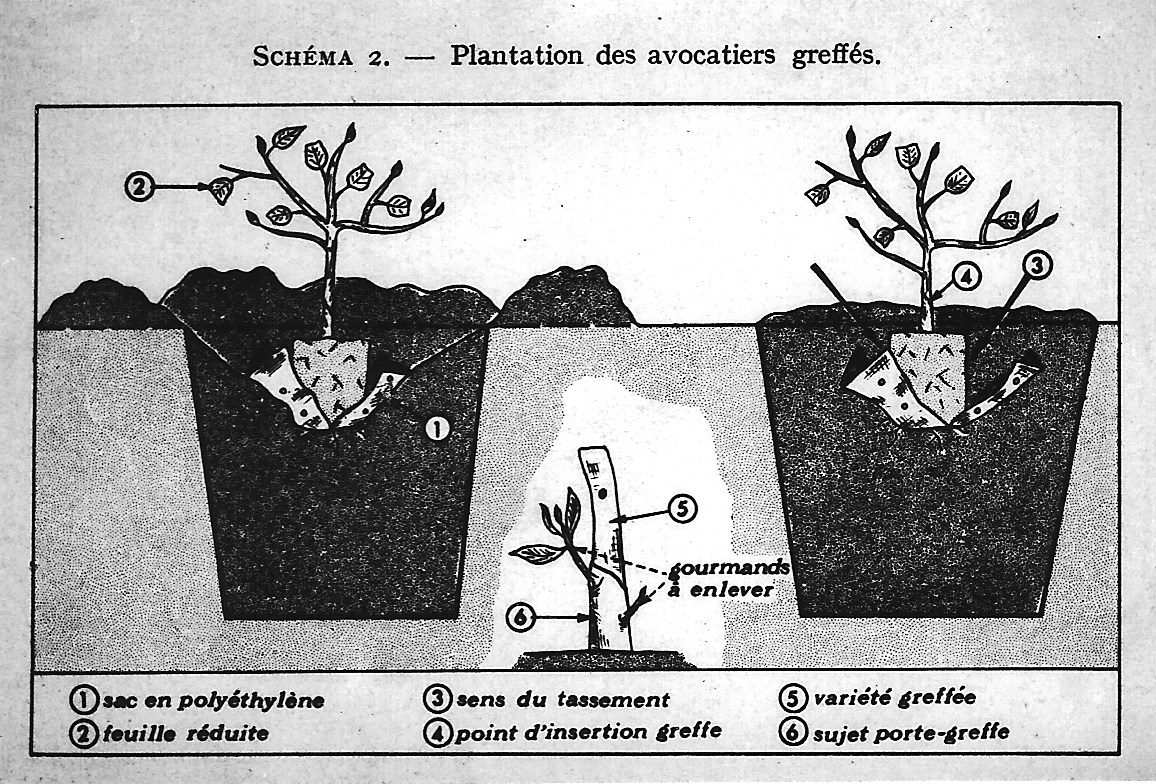 SCHÉMA 2. — Plantation des avocatiers greffés.
2
4
3
1
5
gourmands
à enlever
6
1 sac en polyéthylène
3 sens du tassement
5 variété greffée
2 feuille réduite
4 point d'insertion greffe
6 sujet porte-greffe